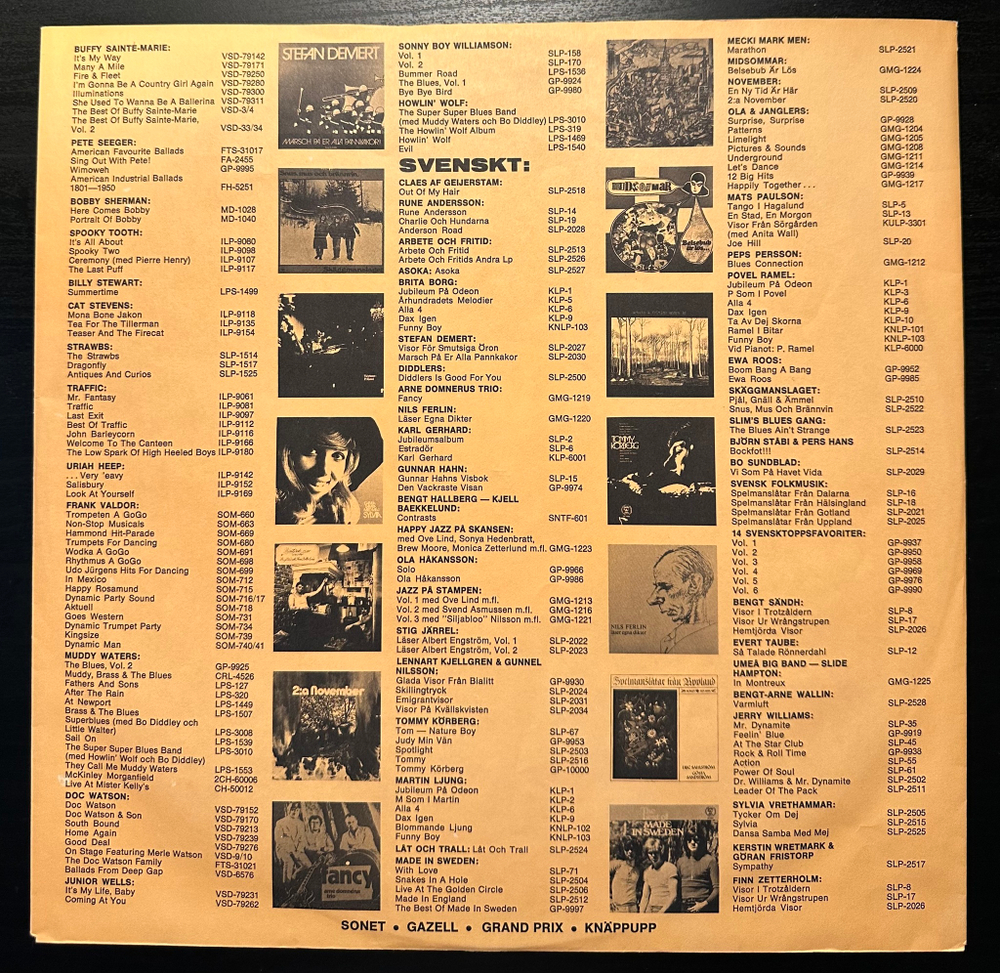 BUFFY SAINTE-MARIE:
It's My Way VSD-79142
Many A Mile VSD-79171
Fire & Fleet VSD-79250
I'm Gonna Be A Country Girl Again VSD-79280
Illuminations VSD-79300
She Used To Wanna Be A Ballerina VSD-79311
The Best Of Buffy Sainte-Marie VSD-3/4
The Best Of Buffy Sainte-Marie,
Vol. 2 VSD-33/34
PETE SEEGER:
American Favourite Ballads FTS-31017
Sing Out With Pete! FA-2455
Wimoweh GP-9995
American Industrial Ballads
1801—1950 FH-5251
BOBBY SHERMAN:
Here Comes Bobby MD-1028
Portrait Of Bobby MD-1040
SPOOKY TOOTH:
It's All About ILP-9080
Spooky Two ILP-9098
Ceremony (med Pierre Henry) ILP-9107
The Last Puff ILP-9117
BILLY STEWART:
Summertime LPS-1499
CAT STEVENS:
Mona Bone Jakon ILP-9118
Tea For The Tillerman ILP-9135
Teaser And The Firecat ILP-9154
STRAWBS:
The Strawbs SLP-1514
Dragonfly SLP-1517
Antiques And Curios SLP-1525
TRAFFIC:
Mr. Fantasy ILP-9061
Traffic ILP-9081
Last Exit ILP-9097
Best Of Traffic ILP-9112
John Barleycorn ILP-9116
Welcome To The Canteen ILP-9166
The Low Spark Of High Heeled Boys ILP-9180
URIAH HEEP:
...Very 'eavy ILP-9142
Salisbury ILP-9152
Look At Yourself ILP-9169
FRANK VALDOR:
Trompeten A GoGo SOM-660
Non-Stop Musicals SOM-663
Hammond Hit-Parade SOM-669
Trumpets For Dancing SOM-680
Wodka A GoGo SOM-691
Rhythmus A GoGo SOM-698
Udo Jürgens Hits For Dancing SOM-699
In Mexico SOM-712
Happy Rosamund SOM-715
Dynamic Party Sound SOM-716/17
Aktuell SOM-718
Goes Western SOM-731
Dynamic Trumpet Party SOM-734
Kingsize SOM-739
Dynamic Man SOM-740/41
MUDDY WATERS:
The Blues, Vol. 2 GP-9925
Muddy, Brass & The Blues CRL-4526
Fathers And Sons LPS-127
After The Rain LPS-320
At Newport LPS-1449
Brass & The Blues LPS-1507
Superblues (med Bo Diddley och
Little Walter) LPS-3008
Sail On LPS-1539
The Super Super Blues Band LPS-3010
(med Howlin' Wolf och Bo Diddley)
They Call Me Muddy Waters LPS-1553
McKinley Morganfield 2CH-60006
Live At Mister Kelly's CH-50012
DOC WATSON:
Doc Watson VSD-79152
Doc Watson & Son VSD-79170
South Bound VSD-79213
Home Again VSD-79239
Good Deal VSD-79276
On Stage Featuring Merle Watson VSD-9/10
The Doc Watson Family FTS-31021
Ballads From Deep Gap VSD-6576
JUNIOR WELLS:
It's My Life, Baby VSD-79231
Coming At You VSD-79262
STEFAN DEMERT
MARSCH PÅ ER ALLA PANNKAKOR!
2:a November
fancy
arne domnérus
trio
SONNY BOY WILLIAMSON:
Vol. 1 SLP-158
Vol. 2 SLP-170
Bummer Road LPS-1536
The Blues, Vol. 1 GP-9924
Bye Bye Bird GP-9980
HOWLIN' WOLF:
The Super Super Blues Band
(med Muddy Waters och Bo Diddley) LPS-3010
The Howlin' Wolf Album LPS-319
Howlin' Wolf LPS-1469
Evil LPS-1540
SVENSKT:
CLAES AF GEIJERSTAM:
Out Of My Hair SLP-2518
RUNE ANDERSSON:
Rune Andersson SLP-14
Charlie Och Hundarna SLP-19
Anderson Road SLP-2028
ARBETE OCH FRITID:
Arbete Och Fritid SLP-2513
Arbete Och Fritids Andra Lp SLP-2526
ASOKA: Asoka SLP-2527
BRITA BORG:
Jubileum På Odeon KLP-1
Århundradets Melodier KLP-5
Alla 4 KLP-6
Dax Igen KLP-9
Funny Boy KNLP-103
STEFAN DEMERT:
Visor För Smutsiga Öron SLP-2027
Marsch På Er Alla Pannkakor SLP-2030
DIDDLERS:
Diddlers Is Good For You SLP-2500
ARNE DOMNERUS TRIO:
Fancy GMG-1219
NILS FERLIN:
Läser Egna Dikter GMG-1220
KARL GERHARD:
Jubileumsalbum SLP-2
Estradör SLP-6
Karl Gerhard KLP-6001
GUNNAR HAHN:
Gunnar Hahns Visbok SLP-15
Den Vackraste Visan GP-9974
BENGT HALLBERG — KJELL
BAEKKELUND:
Contrasts SNTF-601
HAPPY JAZZ PÅ SKANSEN:
med Ove Lind, Sonya Hedenbratt,
Brew Moore, Monica Zetterlund m.fl. GMG-1223
OLA HÅKANSSON:
Solo GP-9966
Ola Håkansson GP-9986
JAZZ PÅ STAMPEN:
Vol. 1 med Ove Lind m.fl. GMG-1213
Vol. 2 med Svend Asmussen m.fl. GMG-1216
Vol. 3 med "Siljabloo" Nilsson m.fl. GMG-1221
STIG JÄRREL:
Läser Albert Engström, Vol. 1 SLP-2022
Läser Albert Engström, Vol. 2 SLP-2023
LENNART KJELLGREN & GUNNEL
NILSSON:
Glada Visor Från Bialitt GP-9930
Skillingtryck SLP-2024
Emigrantvisor SLP-2031
Visor På Kvällskvisten SLP-2034
TOMMY KÖRBERG:
Tom — Nature Boy SLP-67
Judy Min Vän GP-9953
Spotlight SLP-2503
Tommy SLP-2516
Tommy Körberg GP-10000
MARTIN LJUNG:
Jubileum På Odeon KLP-1
M Som I Martin KLP-2
Alla 4 KLP-6
Dax Igen KLP-9
Blommande Ljung KNLP-102
Funny Boy KNLP-103
LÅT OCH TRALL: Låt Och Trall SLP-2524
MADE IN SWEDEN:
With Love SLP-71
Snakes In A Hole SLP-2504
Live At The Golden Circle SLP-2506
Made In England SLP-2512
The Best Of Made In Sweden GP-9997
MIDSOMMAR
Belsebub
är lös...
TOMMY
KÖRBERG
NILS FERLIN
läser egna dikter
Spelmanslåtar från Uppland
MADE
IN SWEDEN
MECKI MARK MEN:
Marathon SLP-2521
MIDSOMMAR:
Belsebub Är Lös GMG-1224
NOVEMBER:
En Ny Tid Är Här SLP-2509
2:a November SLP-2520
OLA & JANGLERS:
Surprise, Surprise GP-9928
Patterns GMG-1204
Limelight GMG-1205
Pictures & Sounds GMG-1208
Underground GMG-1211
Let's Dance GMG-1214
12 Big Hits GP-9939
Happily Together... GMG-1217
MATS PAULSON:
Tango I Hagalund SLP-5
En Stad, En Morgon SLP-13
Visor Från Sörgården KULP-3301
(med Anita Wall)
Joe Hill SLP-20
PEPS PERSSON:
Blues Connection GMG-1212
POVEL RAMEL:
Jubileum På Odeon KLP-1
P Som I Povel KLP-3
Alla 4 KLP-6
Dax Igen KLP-9
Ta Av Dej Skorna KLP-10
Ramel I Bitar KNLP-101
Funny Boy KNLP-103
Vid Pianot: P. Ramel KLP-6000
EWA ROOS:
Boom Bang A Bang GP-9952
Ewa Roos GP-9985
SKÄGGMANSLAGET:
Pjål, Gnäll & Ämmel SLP-2510
Snus, Mus Och Brännvin SLP-2522
SLIM'S BLUES GANG:
The Blues Ain't Strange SLP-2523
BJÖRN STÅBI & PERS HANS
Bockfot!!! SLP-2514
BO SUNDBLAD:
Vi Som På Havet Vida SLP-2029
SVENSK FOLKMUSIK:
Spelmanslåtar Från Dalarna SLP-16
Spelmanslåtar Från Hälsingland SLP-18
Spelmanslåtar Från Gotland SLP-2021
Spelmanslåtar Från Uppland SLP-2025
14 SVENSKTOPPSFAVORITER:
Vol. 1 GP-9937
Vol. 2 GP-9950
Vol. 3 GP-9958
Vol. 4 GP-9969
Vol. 5 GP-9976
Vol. 6 GP-9990
BENGT SÄNDH:
Visor I Trotzåldern SLP-8
Visor Ur Wrångstrupen SLP-17
Hemtjörda Visor SLP-2026
EVERT TAUBE:
Så Talade Rönnerdahl SLP-12
UMEÅ BIG BAND — SLIDE
HAMPTON:
In Montreux GMG-1225
BENGT-ARNE WALLIN:
Varmluft SLP-2528
JERRY WILLIAMS:
Mr. Dynamite SLP-35
Feelin' Blue GP-9919
At The Star Club SLP-45
Rock & Roll Time GP-9933
Action SLP-55
Power Of Soul SLP-61
Dr. Williams & Mr. Dynamite SLP-2502
Leader Of The Pack SLP-2511
SYLVIA VRETHAMMAR:
Tycker Om Dej SLP-2505
Sylvia SLP-2515
Dansa Samba Med Mej SLP-2525
KERSTIN WRETMARK &
GÖRAN FRISTORP
Sympathy SLP-2517
FINN ZETTERHOLM:
Visor I Trotzåldern SLP-8
Visor Ur Wrångstrupen SLP-17
Hemtjörda Visor SLP-2026
SONET • GAZELL • GRAND PRIX • KNÄPPUPP